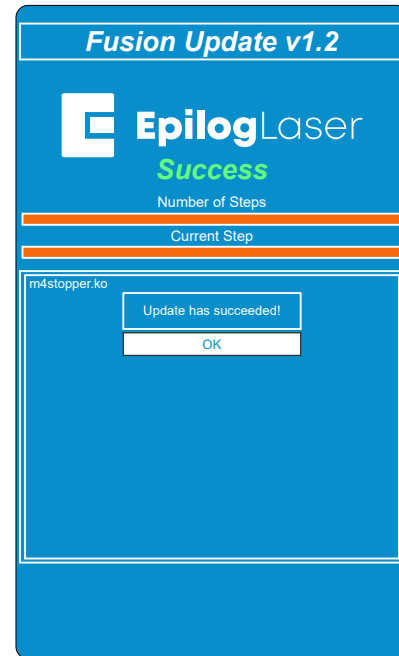 Fusion Update v1.2
EpilogLaser
Success
Number of Steps
Current Step
m4stopper.ko
Update has succeeded!
OK